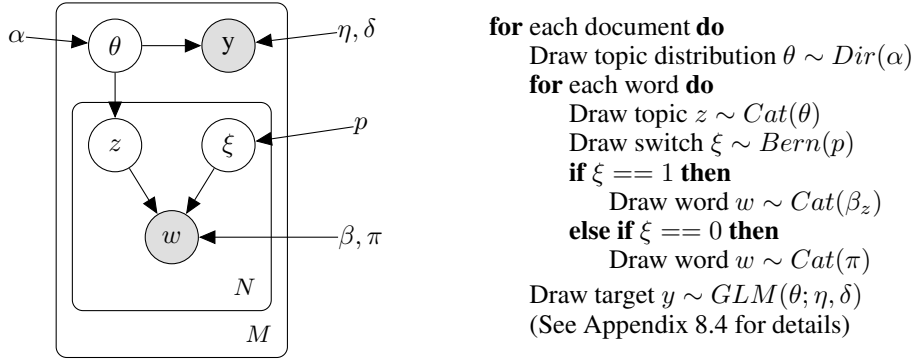 α
θ
y
η, δ
z
ξ
p
w
β, π
N
M
for each document do
Draw topic distribution θ ∼ Dir(α)
for each word do
Draw topic z ∼ Cat(θ)
Draw switch ξ ∼ Bern(p)
if ξ == 1 then
Draw word w ∼ Cat(β_z)
else if ξ == 0 then
Draw word w ∼ Cat(π)
Draw target y ∼ GLM(θ; η, δ)
(See Appendix 8.4 for details)